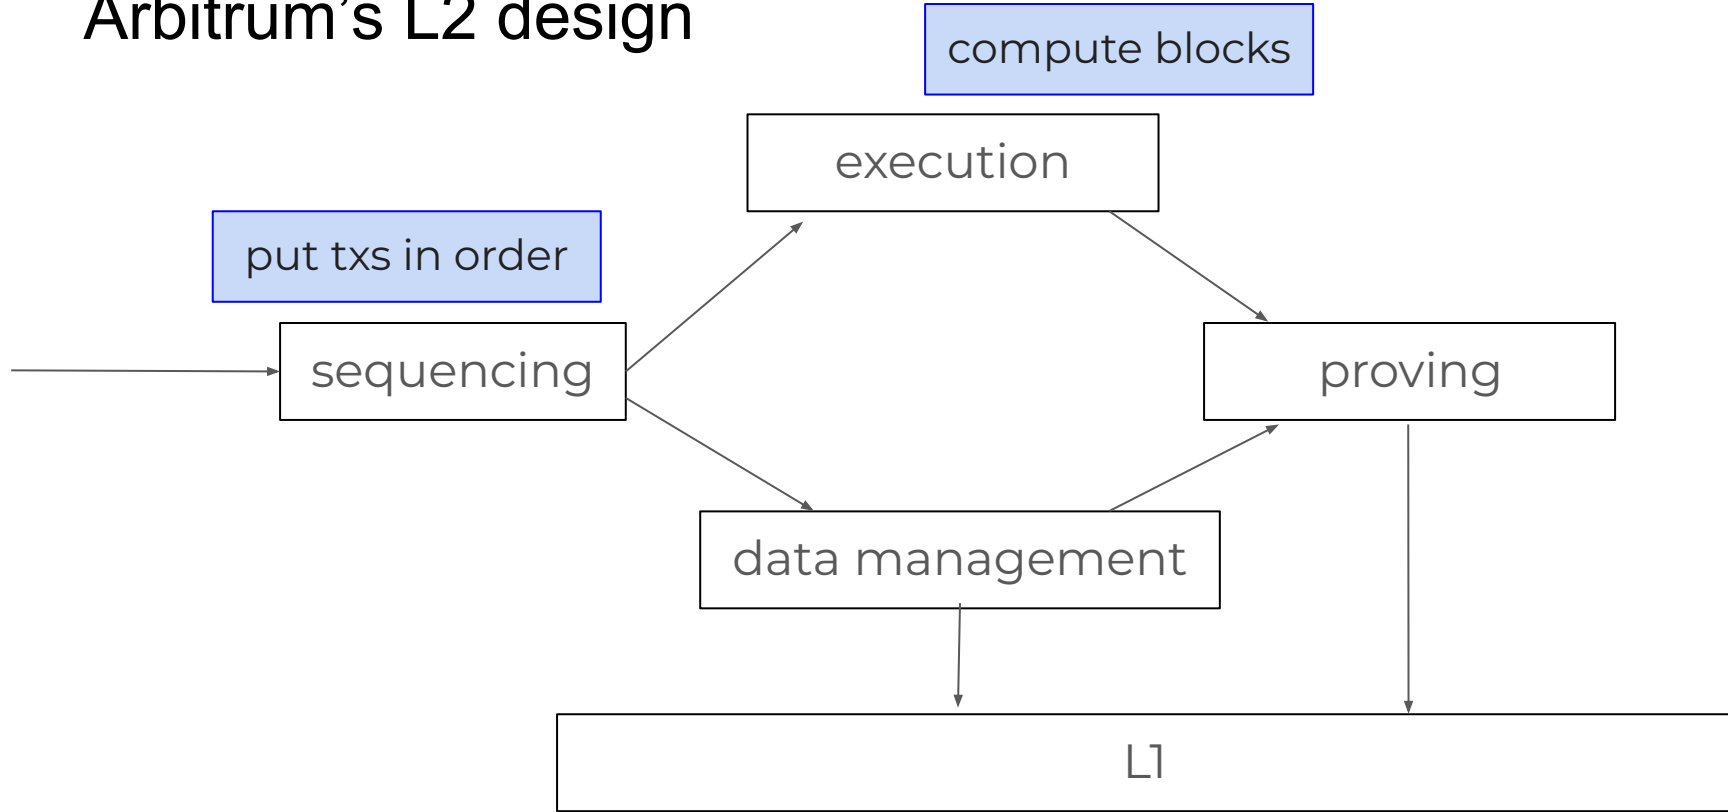 Arbitrum's L2 design
compute blocks
execution
put txs in order
sequencing
proving
data management
L1